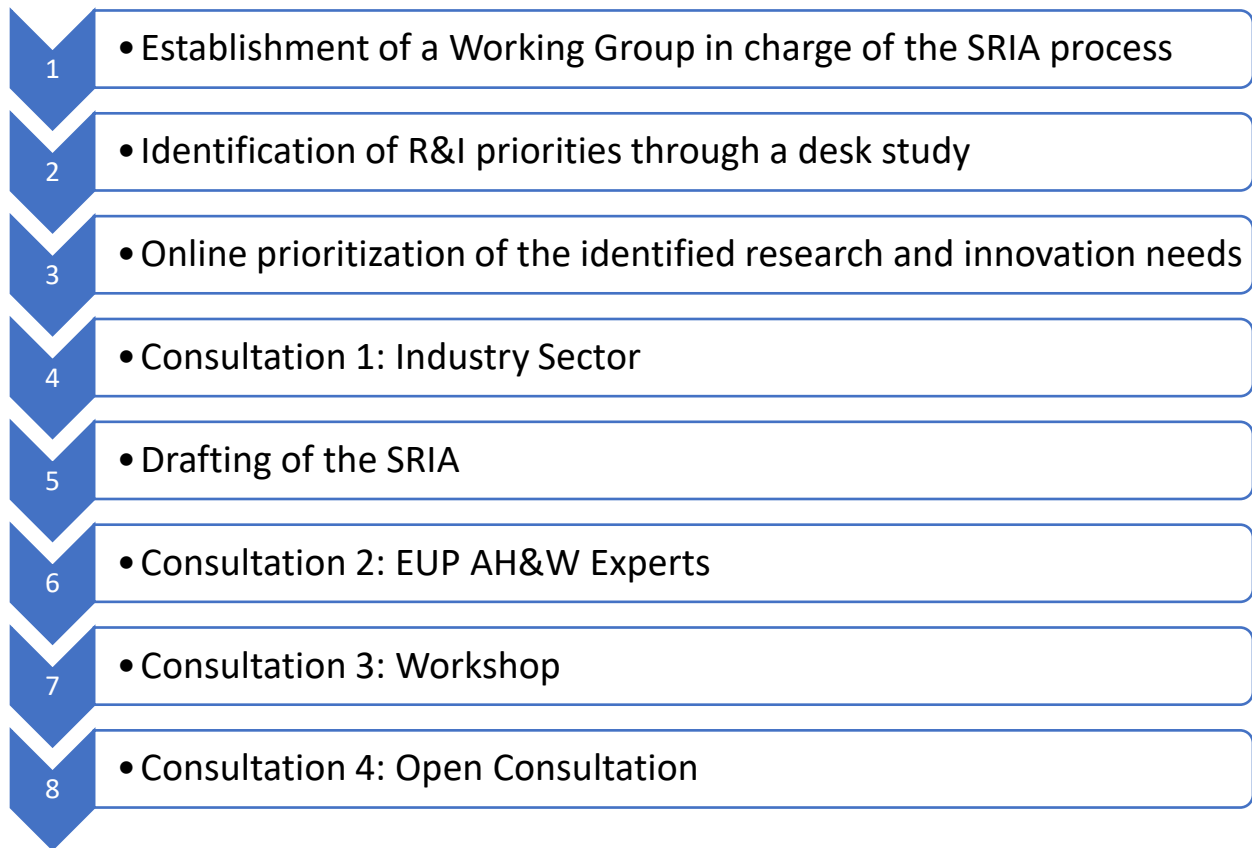 1
• Establishment of a Working Group in charge of the SRIA process
2
• Identification of R&I priorities through a desk study
3
• Online prioritization of the identified research and innovation needs
4
• Consultation 1: Industry Sector
5
• Drafting of the SRIA
6
• Consultation 2: EUP AH&W Experts
7
• Consultation 3: Workshop
8
• Consultation 4: Open Consultation